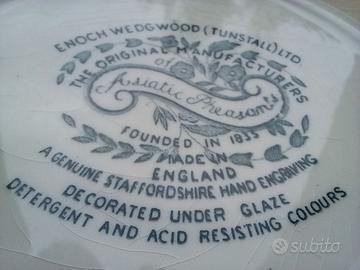 ENOCH WEDGWOOD (TUNSTALL) LTD
THE ORIGINAL MANUFACTURERS
of
Asiatic Pheasants
FOUNDED IN 1835
MADE IN
ENGLAND
A GENUINE STAFFORDSHIRE HAND ENGRAVING
DECORATED UNDER GLAZE
DETERGENT AND ACID RESISTING COLOURS
subito